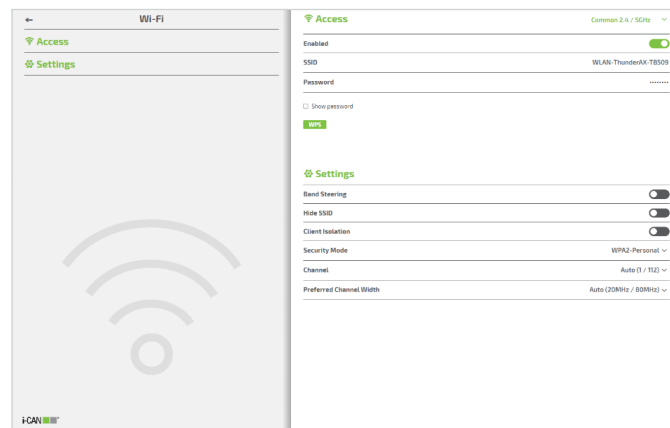 ← Wi-Fi
Access
Settings
i-CAN
Access Common 2.4 / 5GHz
Enabled
SSID WLAN-ThunderAX-TB509
Password ········
Show password
WPS
Settings
Band Steering
Hide SSID
Client Isolation
Security Mode WPA2-Personal
Channel Auto (1 / 112)
Preferred Channel Width Auto (20MHz / 80MHz)